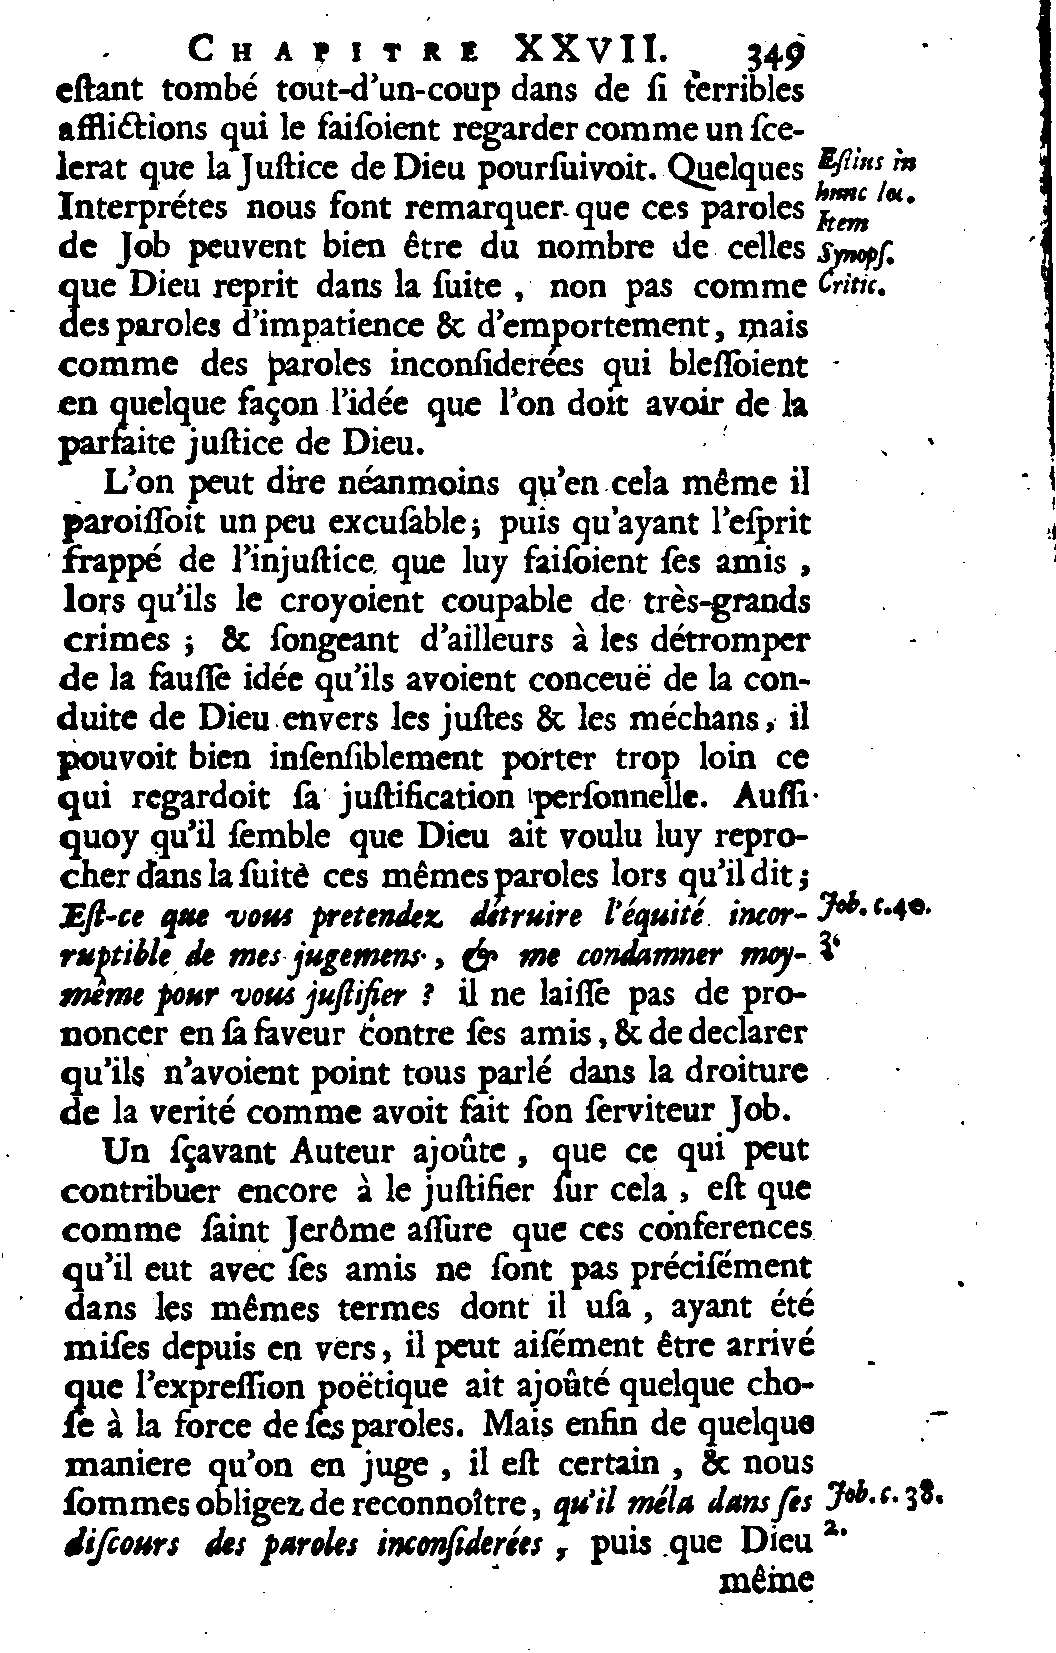 CHAPITRE XXVII. 349
eſtant tombé tout-d'un-coup dans de ſi terribles
afflictions qui le faiſoient regarder comme un ſce-
lerat que la Juſtice de Dieu pourſuivoit. Quelques
Interprétes nous font remarquer que ces paroles
de Job peuvent bien être du nombre de celles
que Dieu reprit dans la ſuite, non pas comme
des paroles d'impatience & d'emportement, mais
comme des paroles inconſiderées qui bleſſoient
en quelque façon l'idée que l'on doit avoir de la
parfaite juſtice de Dieu.
Eſtius in
hunc loc.
Item
Synopſ.
Critic.
L'on peut dire néanmoins qu'en cela même il
paroiſſoit un peu excuſable; puis qu'ayant l'eſprit
frappé de l'injuſtice que luy faiſoient ſes amis,
lors qu'ils le croyoient coupable de très-grands
crimes; & ſongeant d'ailleurs à les détromper
de la fauſſe idée qu'ils avoient conceuë de la con-
duite de Dieu envers les juſtes & les méchans, il
pouvoit bien inſenſiblement porter trop loin ce
qui regardoit ſa juſtification perſonnelle. Auſſi
quoy qu'il ſemble que Dieu ait voulu luy repro-
cher dans la ſuite ces mêmes paroles lors qu'il dit;
Eſt-ce que vous pretendez détruire l'équité incor-
ruptible de mes jugemens, & me condamner moy-
même pour vous juſtifier? il ne laiſſe pas de pro-
noncer en ſa faveur contre ſes amis, & de declarer
qu'ils n'avoient point tous parlé dans la droiture
de la verité comme avoit fait ſon ſerviteur Job.
Job. c. 40.
3.
Un ſçavant Auteur ajoûte, que ce qui peut
contribuer encore à le juſtifier ſur cela, eſt que
comme ſaint Jerôme aſſure que ces conferences
qu'il eut avec ſes amis ne ſont pas préciſément
dans les mêmes termes dont il uſa, ayant été
miſes depuis en vers, il peut aiſément être arrivé
que l'expreſſion poëtique ait ajoûté quelque cho-
ſe à la force de ſes paroles. Mais enfin de quelque
maniere qu'on en juge, il eſt certain, & nous
ſommes obligez de reconnoître, qu'il méla dans ſes
diſcours des paroles inconſiderées, puis que Dieu
Job. c. 38.
2.
même